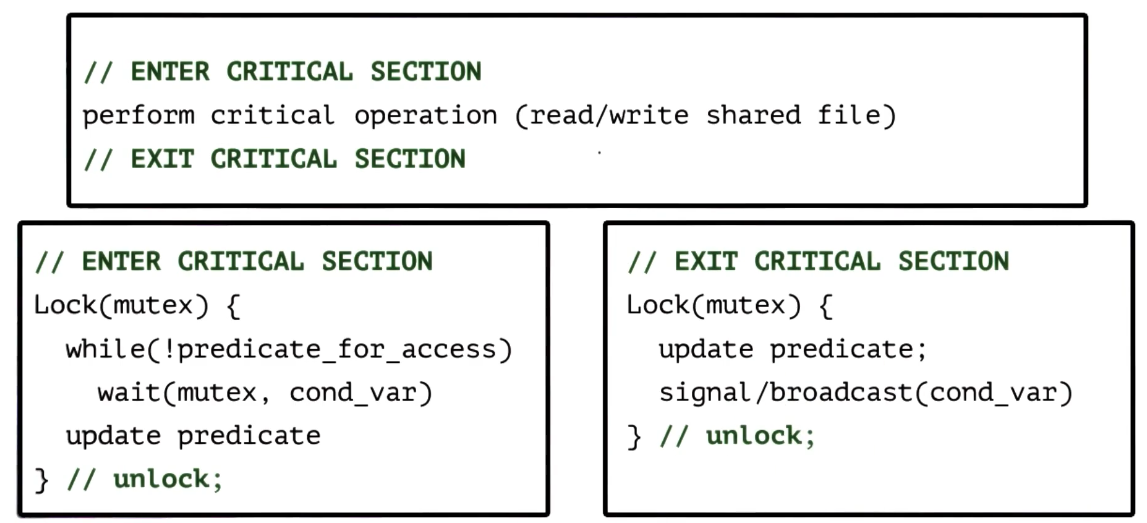 // ENTER CRITICAL SECTION
perform critical operation (read/write shared file)
// EXIT CRITICAL SECTION
// ENTER CRITICAL SECTION
Lock(mutex) {
while(!predicate_for_access)
wait(mutex, cond_var)
update predicate
} // unlock;
// EXIT CRITICAL SECTION
Lock(mutex) {
update predicate;
signal/broadcast(cond_var)
} // unlock;